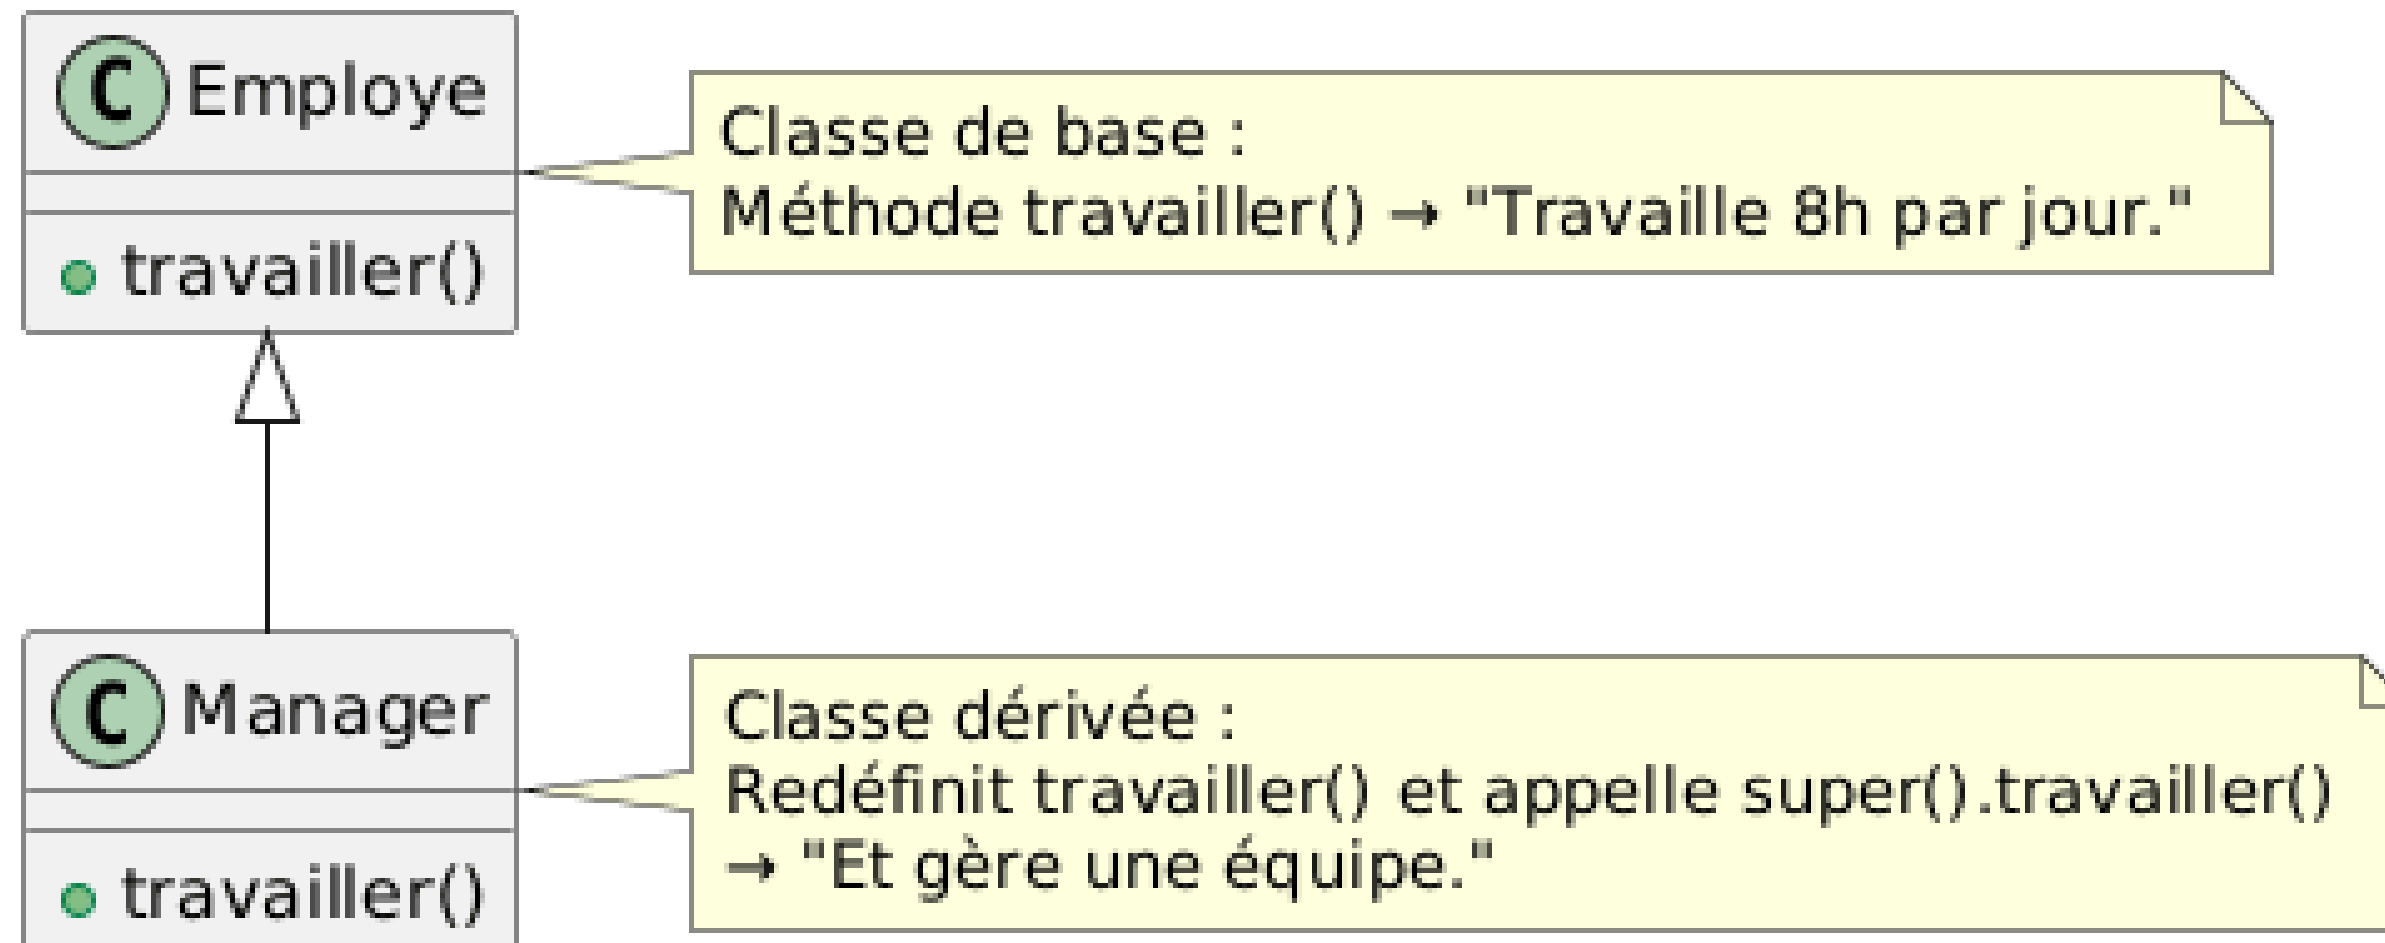 C Employe
travailler()
Classe de base :
Méthode travailler() → "Travaille 8h par jour."
C Manager
travailler()
Classe dérivée :
Redéfinit travailler() et appelle super().travailler()
→ "Et gère une équipe."